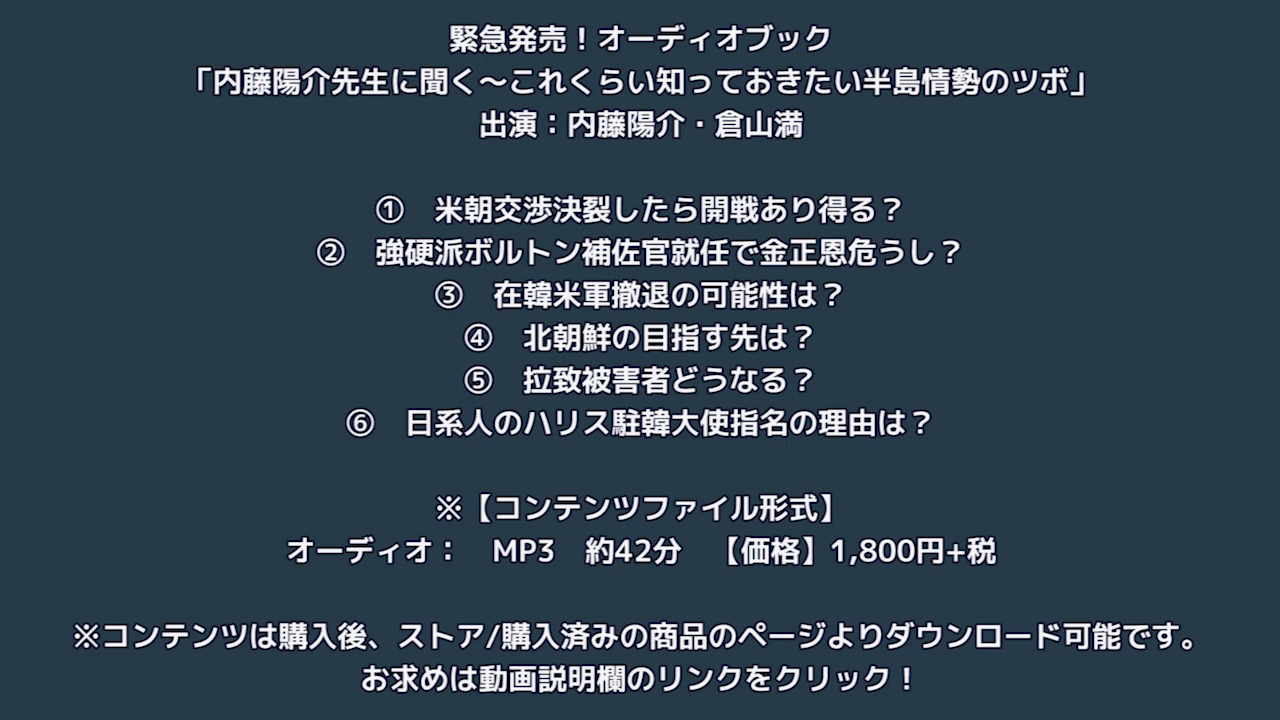 緊急発売！オーディオブック
「内藤陽介先生に聞く～これくらい知っておきたい半島情勢のツボ」
出演：内藤陽介・倉山満
①　米朝交渉決裂したら開戦あり得る？
②　強硬派ボルトン補佐官就任で金正恩危うし？
③　在韓米軍撤退の可能性は？
④　北朝鮮の目指す先は？
⑤　拉致被害者どうなる？
⑥　日系人のハリス駐韓大使指名の理由は？
※【コンテンツファイル形式】
オーディオ：　MP3　約42分　【価格】1,800円+税
※コンテンツは購入後、ストア/購入済みの商品のページよりダウンロード可能です。
お求めは動画説明欄のリンクをクリック！